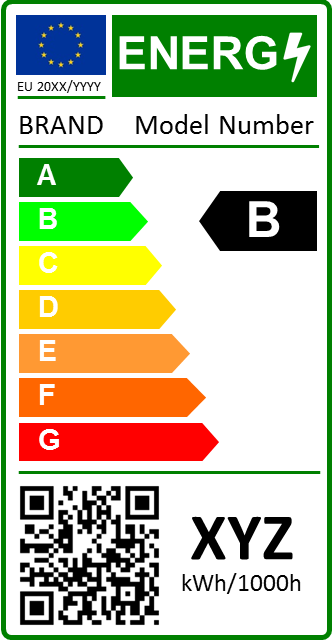 ENERG
EU 20XX/YYYY
BRAND Model Number
A
B
B
C
D
E
F
G
XYZ
kWh/1000h